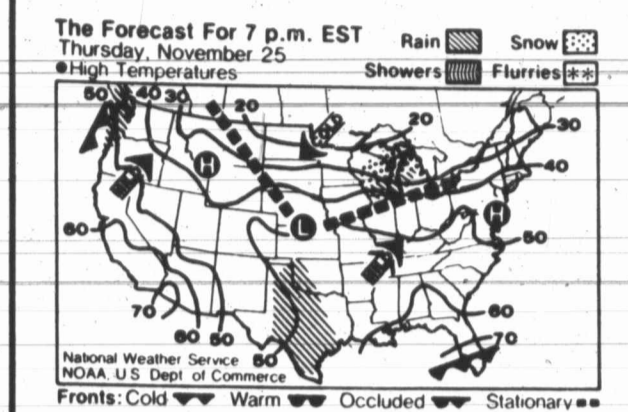 The Forecast For 7 p.m. EST
Thursday, November 25
High Temperatures
Rain Snow
Showers Flurries
50 40 30 20 20
30
40
H
60 L H
50
70 60 50 60
60
70
National Weather Service
NOAA, U S Dept of Commerce
Fronts: Cold Warm Occluded Stationary